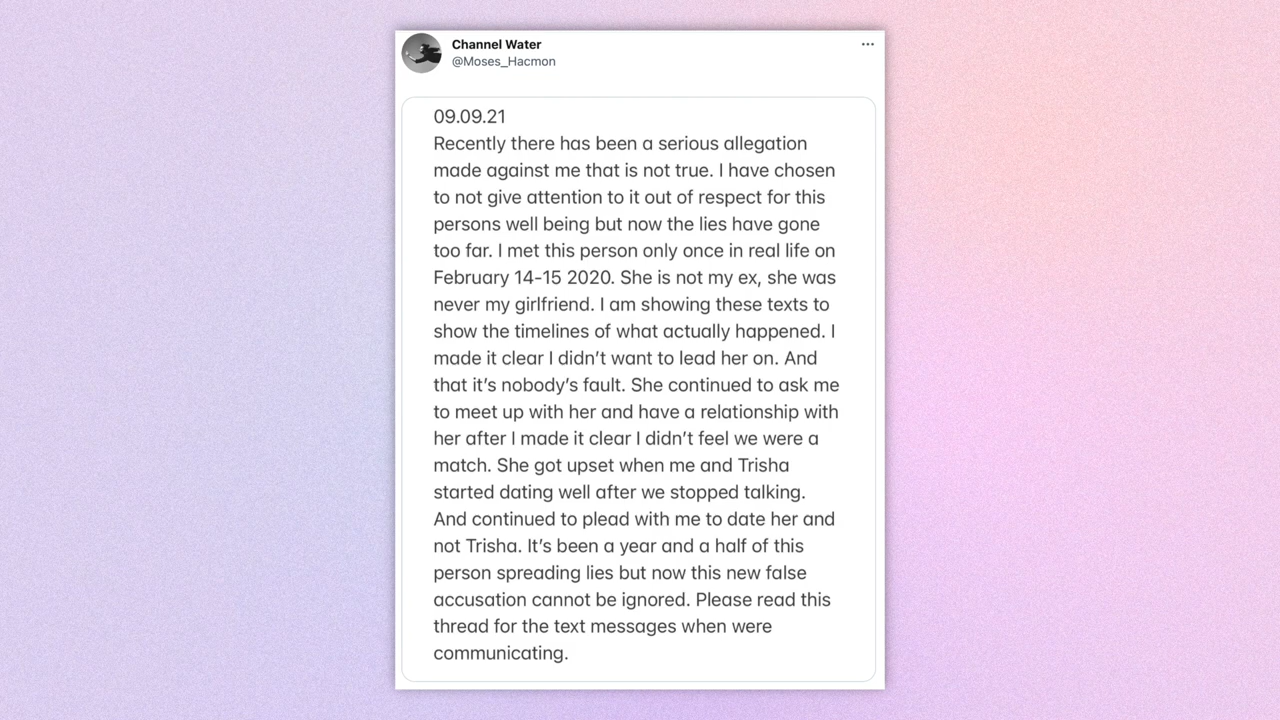 Channel Water
@Moses_Hacmon
09.09.21
Recently there has been a serious allegation
made against me that is not true. I have chosen
to not give attention to it out of respect for this
persons well being but now the lies have gone
too far. I met this person only once in real life on
February 14-15 2020. She is not my ex, she was
never my girlfriend. I am showing these texts to
show the timelines of what actually happened. I
made it clear I didn’t want to lead her on. And
that it’s nobody’s fault. She continued to ask me
to meet up with her and have a relationship with
her after I made it clear I didn’t feel we were a
match. She got upset when me and Trisha
started dating well after we stopped talking.
And continued to plead with me to date her and
not Trisha. It’s been a year and a half of this
person spreading lies but now this new false
accusation cannot be ignored. Please read this
thread for the text messages when were
communicating.